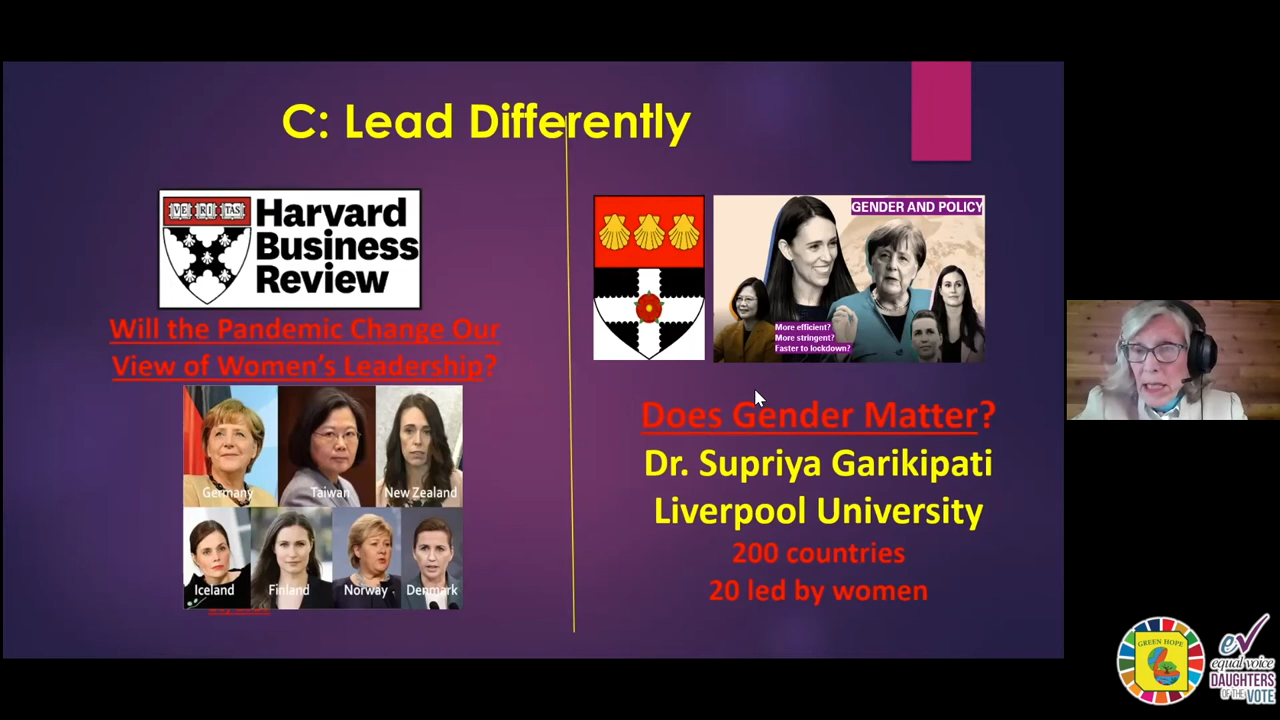 C: Lead Differently
VE RI TAS
Harvard
Business
Review
Will the Pandemic Change Our
View of Women's Leadership?
Germany
Taiwan
New Zealand
Iceland
Finland
Norway
Denmark
GENDER AND POLICY
More efficient?
More stringent?
Faster to lockdown?
Does Gender Matter?
Dr. Supriya Garikipati
Liverpool University
200 countries
20 led by women
GREEN HOPE
ev
equal voice
DAUGHTERS
OF THE VOTE